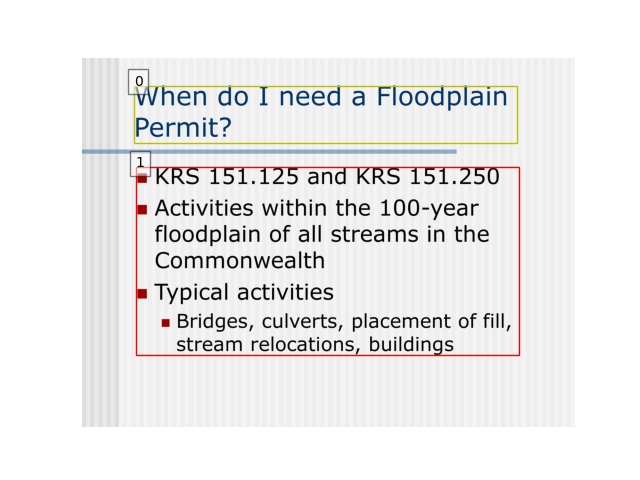 0
When do I need a Floodplain
Permit?
1
KRS 151.125 and KRS 151.250
Activities within the 100-year
floodplain of all streams in the
Commonwealth
Typical activities
Bridges, culverts, placement of fill,
stream relocations, buildings